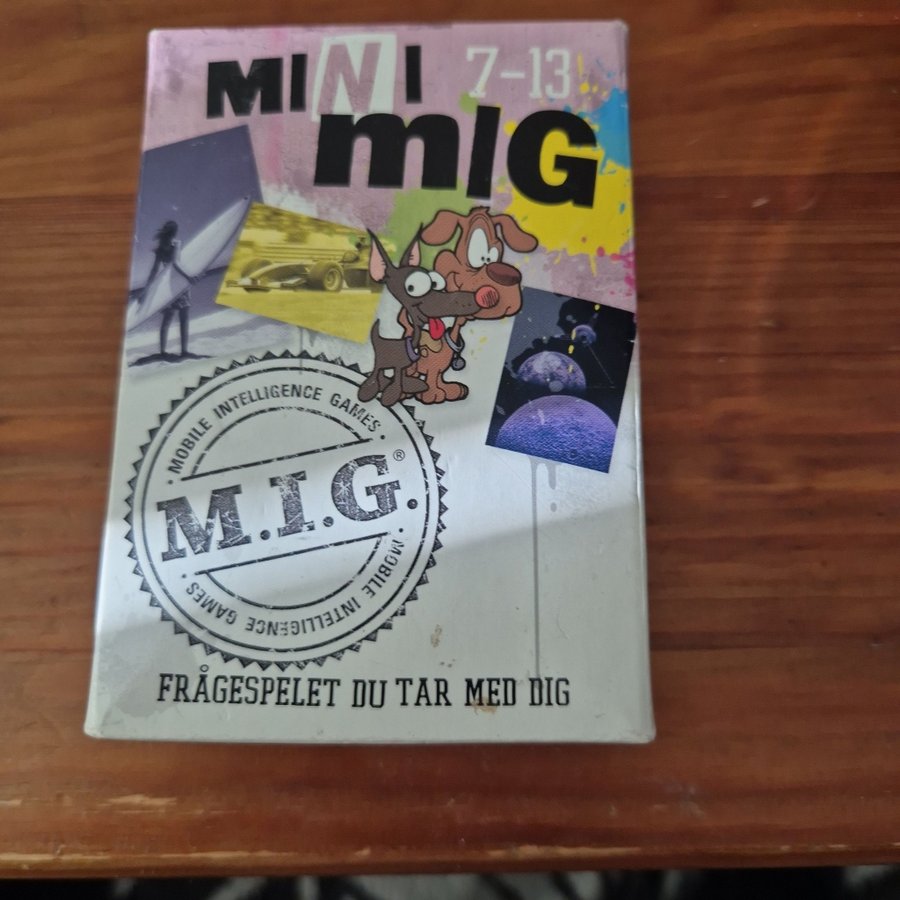 MINI 7-13
MIG
· MOBILE INTELLIGENCE GAMES ·
M.I.G.®
· MOBILE INTELLIGENCE GAMES ·
FRÅGESPELET DU TAR MED DIG